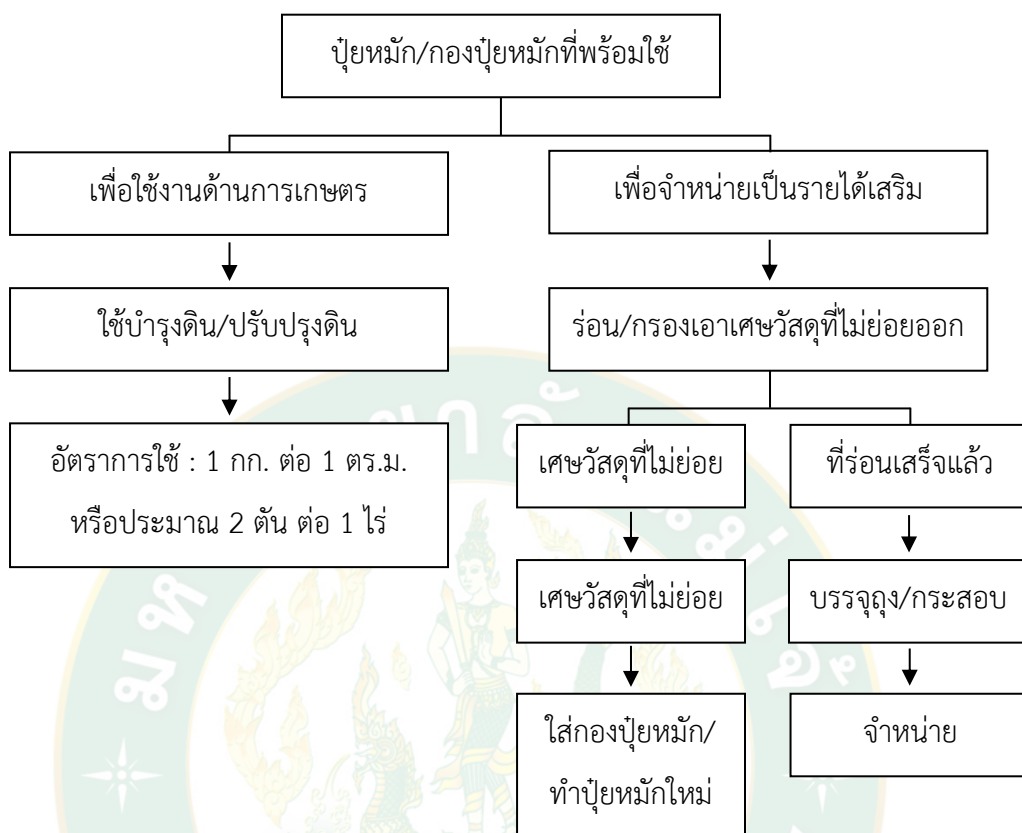 ปุ๋ยหมัก/กองปุ๋ยหมักที่พร้อมใช้
เพื่อใช้งานด้านการเกษตร
เพื่อจำหน่ายเป็นรายได้เสริม
ใช้บำรุงดิน/ปรับปรุงดิน
ร่อน/กรองเอาเศษวัสดุที่ไม่ย่อยออก
อัตราการใช้ : 1 กก. ต่อ 1 ตร.ม.
หรือประมาณ 2 ตัน ต่อ 1 ไร่
เศษวัสดุที่ไม่ย่อย
ที่ร่อนเสร็จแล้ว
เศษวัสดุที่ไม่ย่อย
บรรจุถุง/กระสอบ
ใส่กองปุ๋ยหมัก/
ทำปุ๋ยหมักใหม่
จำหน่าย